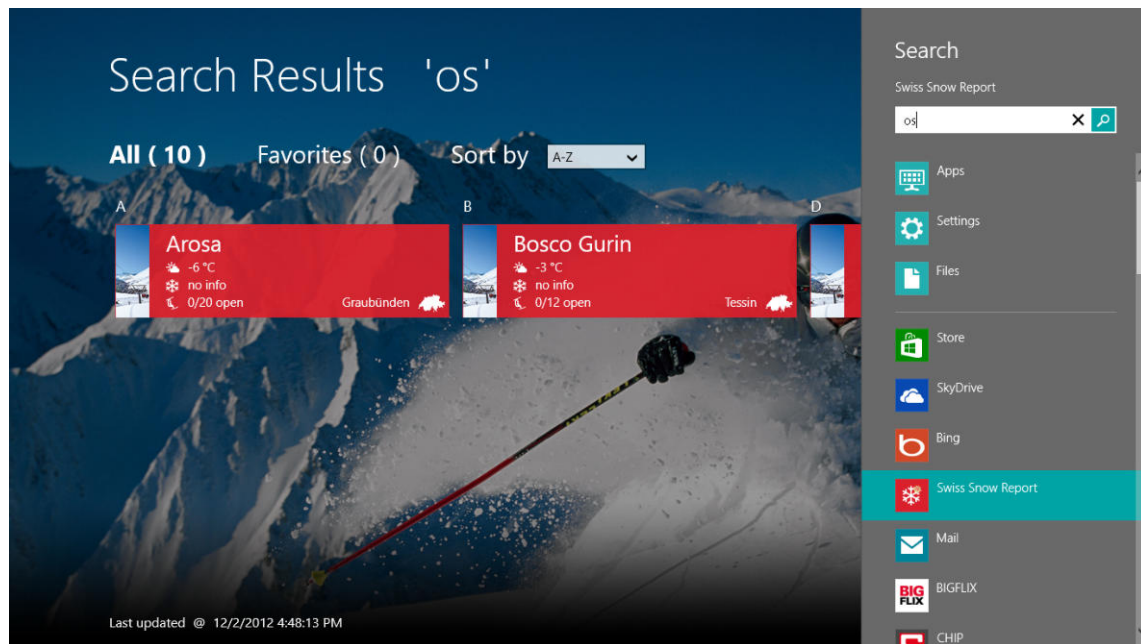 Search Results 'os'
All ( 10 ) Favorites ( 0 ) Sort by A-Z
A
Arosa
-6 °C
no info
0/20 open
Graubünden
B
Bosco Gurin
-3 °C
no info
0/12 open
Tessin
D
Last updated @ 12/2/2012 4:48:13 PM
Search
Swiss Snow Report
os
Apps
Settings
Files
Store
SkyDrive
Bing
Swiss Snow Report
Mail
BIG
FLIX
BIGFLIX
CHIP